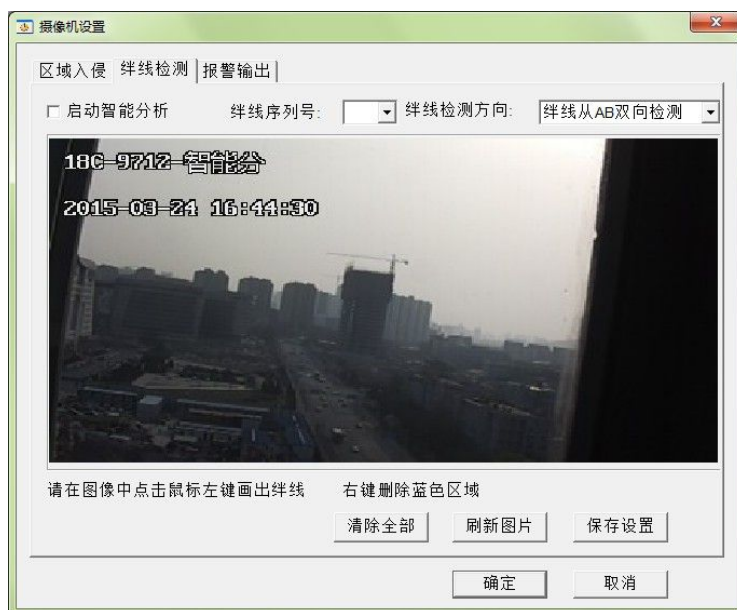 摄像机设置
区域入侵 绊线检测 报警输出
启动智能分析 绊线序列号: 绊线检测方向: 绊线从AB双向检测
18C-9712-智能分
2015-03-24 16:44:30
请在图像中点击鼠标左键画出绊线 右键删除蓝色区域
清除全部 刷新图片 保存设置
确定 取消